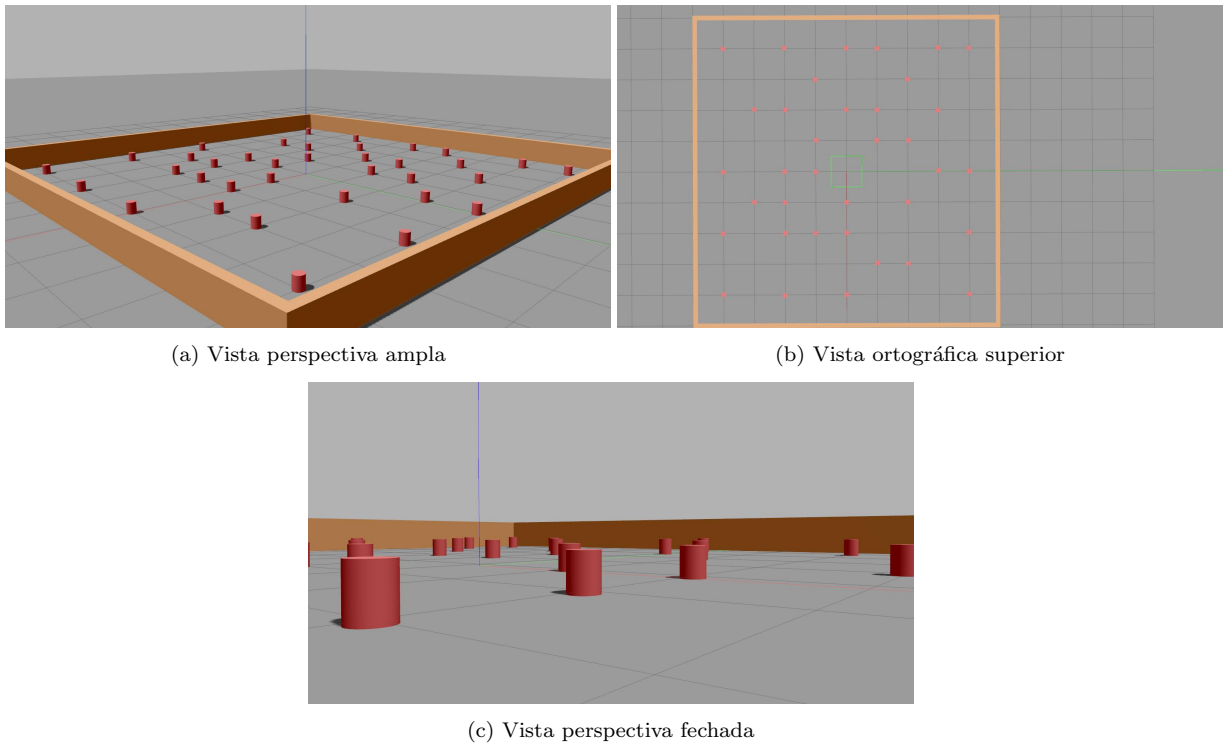 (a) Vista perspectiva ampla
(b) Vista ortográfica superior
(c) Vista perspectiva fechada